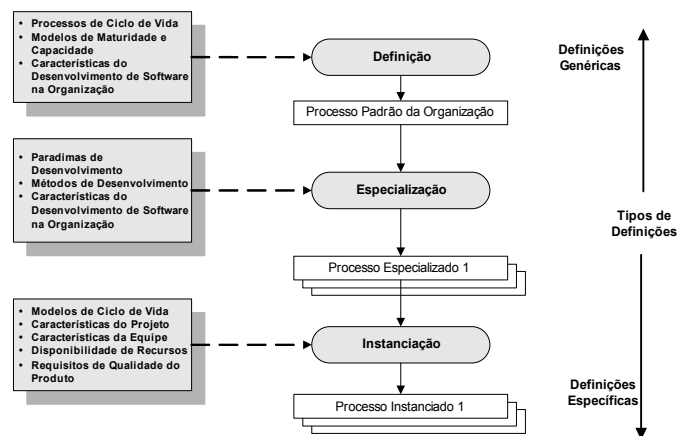 • Processos de Ciclo de Vida
• Modelos de Maturidade e
Capacidade
• Características do
Desenvolvimento de Software
na Organização
Definição
Definições
Genéricas
Processo Padrão da Organização
• Paradimas de
Desenvolvimento
• Métodos de Desenvolvimento
• Características do
Desenvolvimento de Software
na Organização
Especialização
Tipos de
Definições
Processo Especializado 1
• Modelos de Ciclo de Vida
• Características do Projeto
• Características da Equipe
• Disponibilidade de Recursos
• Requisitos de Qualidade do
Produto
Instanciação
Definições
Específicas
Processo Instanciado 1